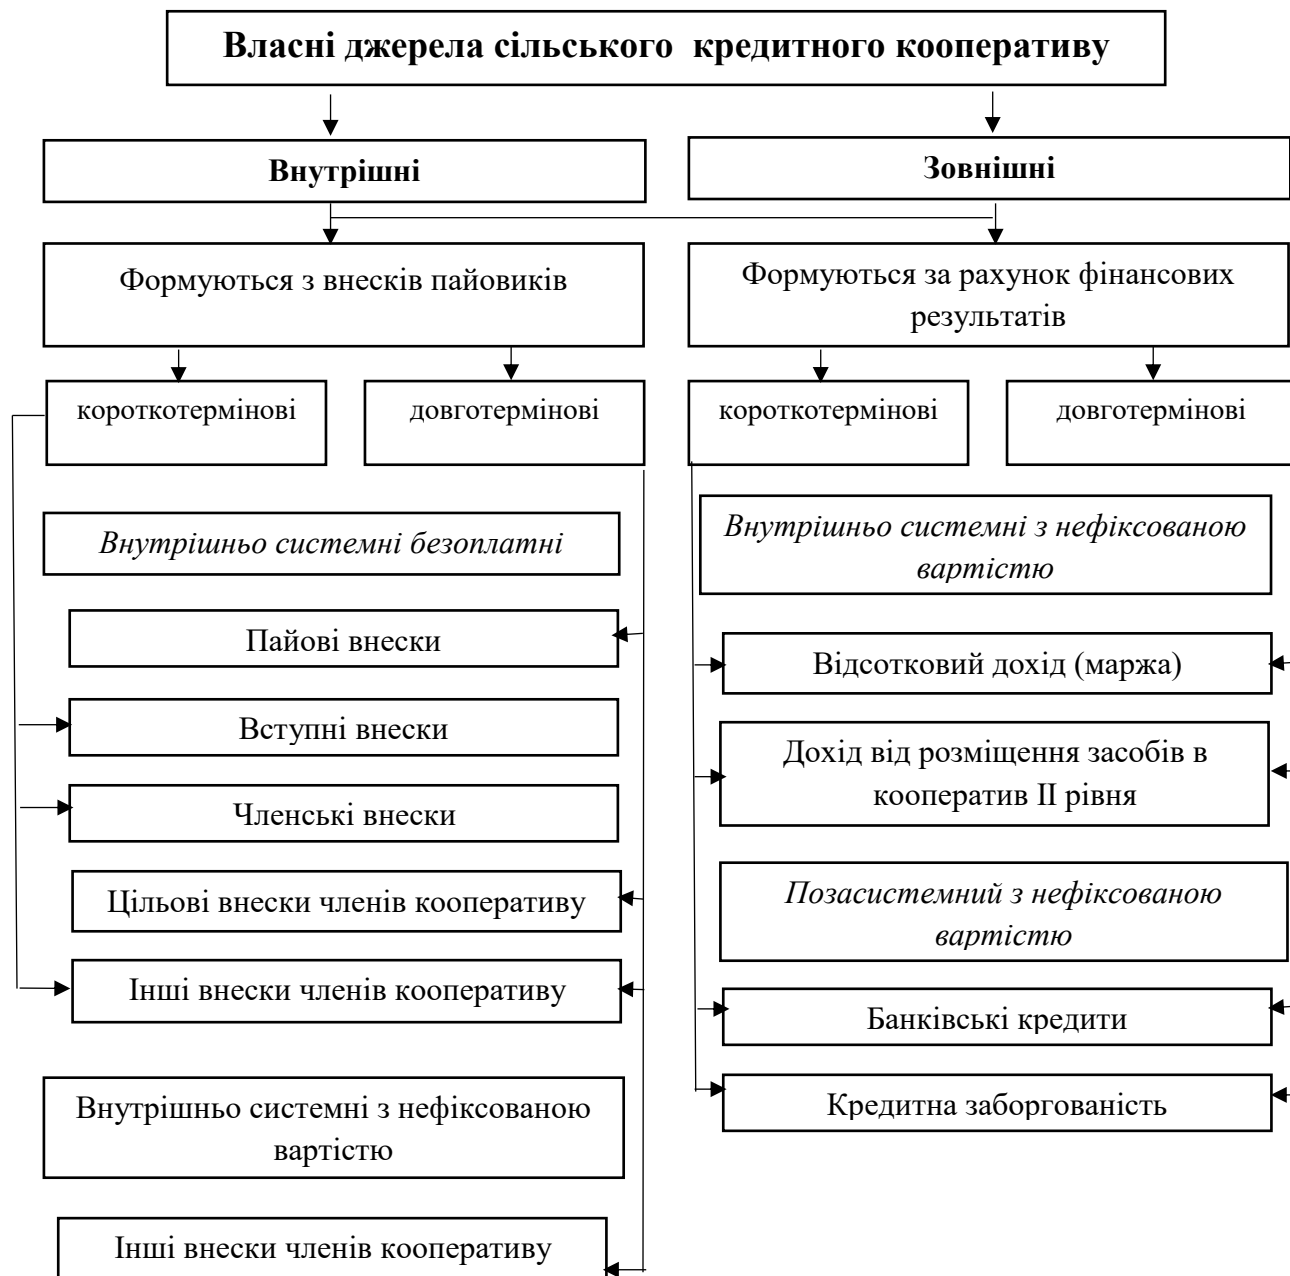 Власні джерела сільського кредитного кооперативу
Внутрішні
Зовнішні
Формуються з внесків пайовиків
Формуються за рахунок фінансових
результатів
короткотермінові
довготермінові
короткотермінові
довготермінові
Внутрішньо системні безоплатні
Пайові внески
Вступні внески
Членські внески
Цільові внески членів кооперативу
Інші внески членів кооперативу
Внутрішньо системні з нефіксованою
вартістю
Інші внески членів кооперативу
Внутрішньо системні з нефіксованою
вартістю
Відсотковий дохід (маржа)
Дохід від розміщення засобів в
кооператив ІІ рівня
Позасистемний з нефіксованою
вартістю
Банківські кредити
Кредитна заборгованість